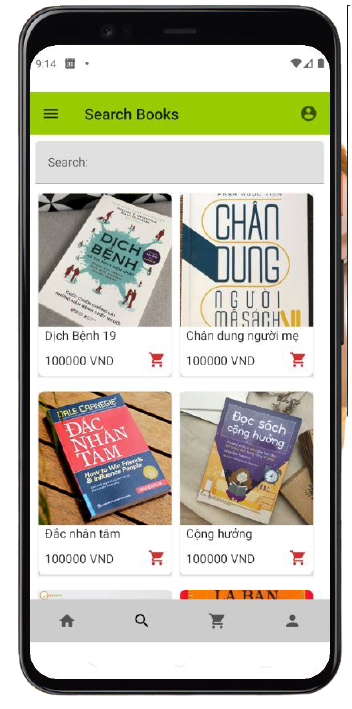 9:14
Search Books
Search:
DỊCH
BỆNH
CHÂN
DUNG
NGƯỜI
MÊ SÁCH VII
Dịch Bệnh 19
Chân dung người mẹ
100000 VND
100000 VND
DALE CARNEGIE
ĐẮC
NHÂN
TÂM
How to Win Friends
& Influence People
Đọc sách
cộng hưởng
Đắc nhân tâm
Cộng hưởng
100000 VND
100000 VND
LA BAN